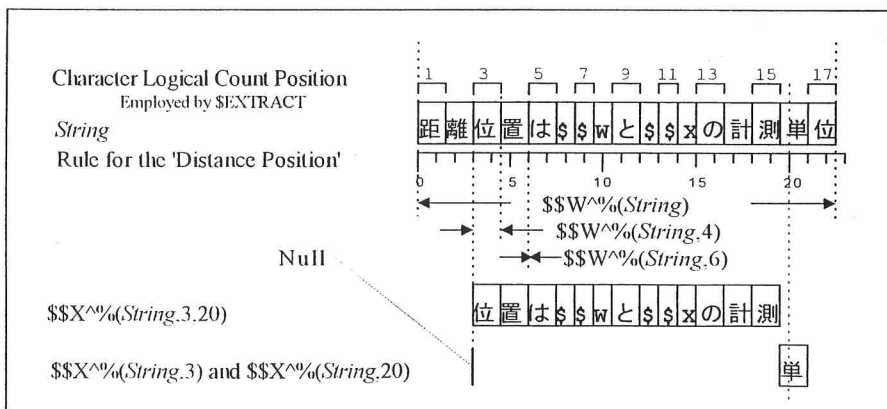 1 3 5 7 9 11 13 15 17
Character Logical Count Position
Employed by $EXTRACT
String 距離位置は$$Wと$$xの計測単位
Rule for the 'Distance Position'
0 5 10 15 20
$$W^%(String)
$$W^%(String,4)
Null $$W^%(String,6)
$$X^%(String,3,20) 位置は$$Wと$$xの計測
$$X^%(String,3) and $$X^%(String,20) 単